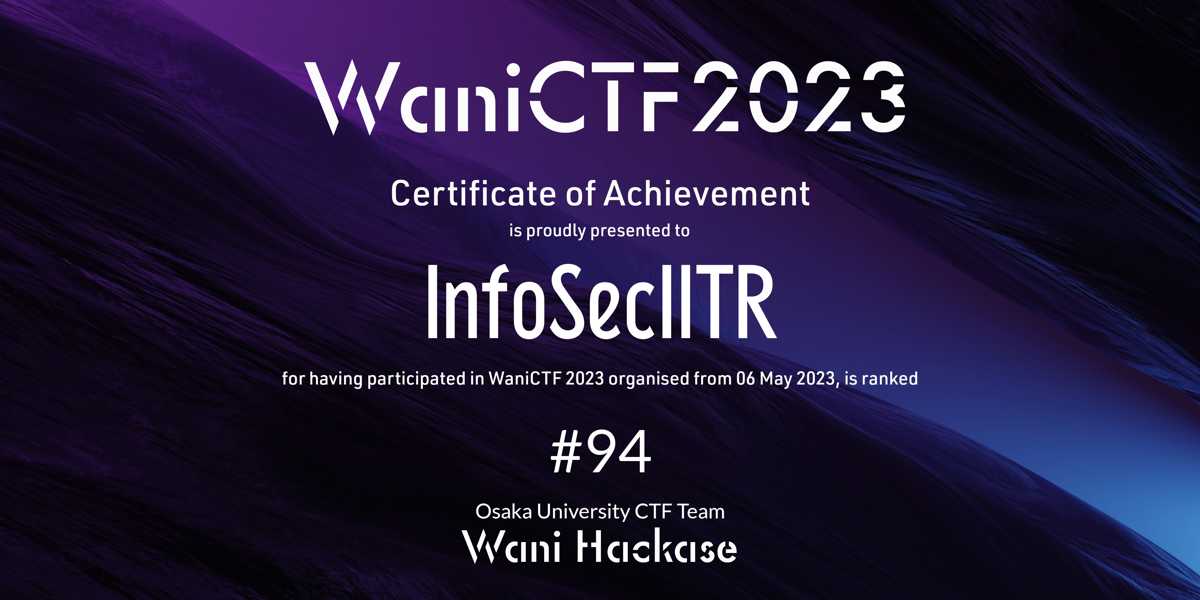 WaniCTF2023
Certificate of Achievement
is proudly presented to
InfoSecIITR
for having participated in WaniCTF 2023 organised from 06 May 2023, is ranked
#94
Osaka University CTF Team
Wani Hackase